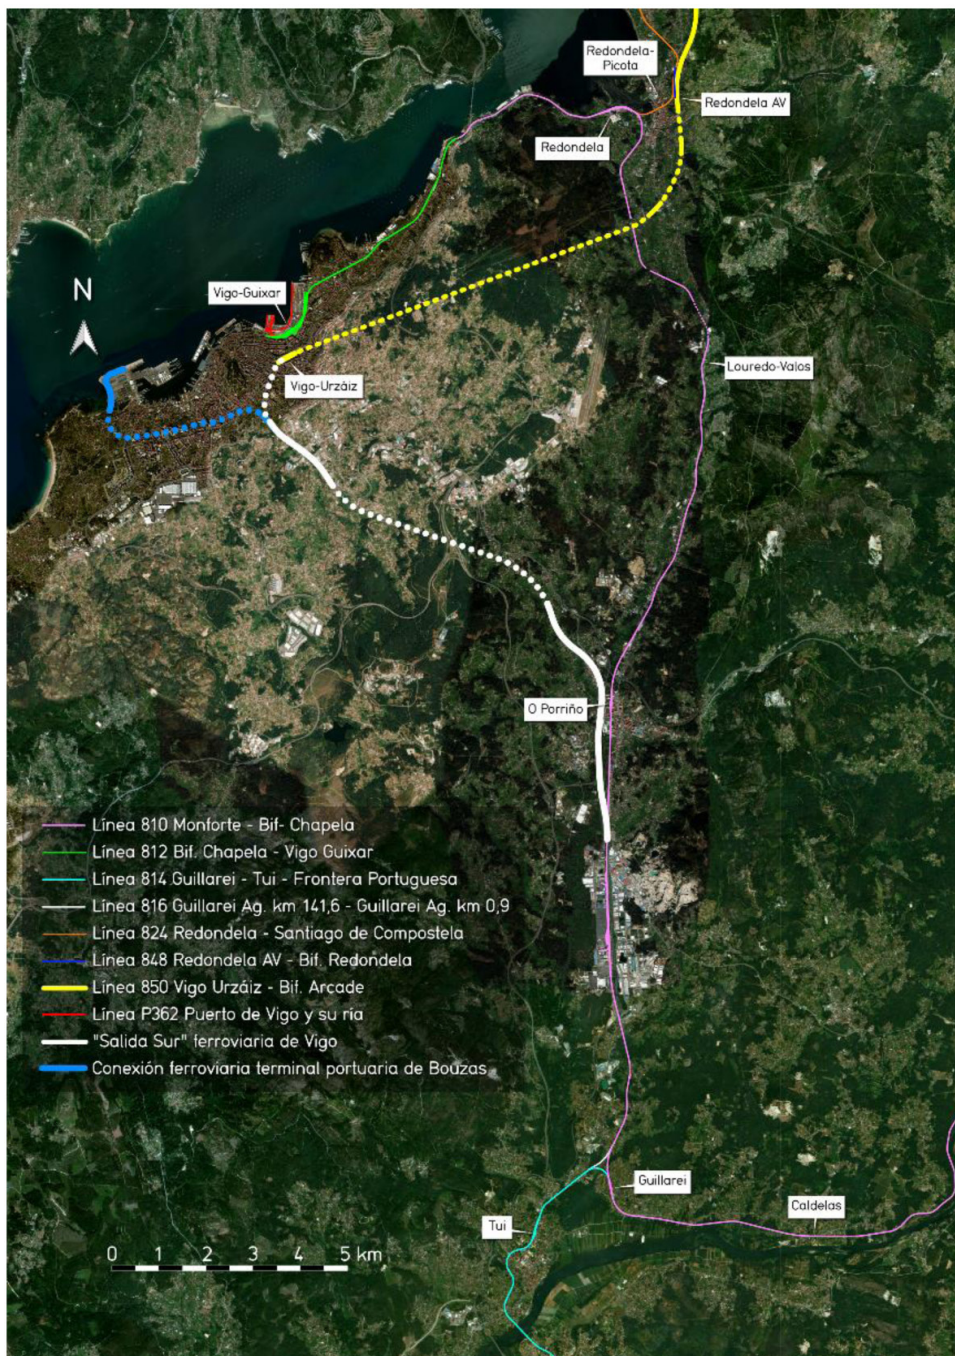 Redondela-
Picota
Redondela AV
Redondela
N
Vigo-Guixar
Vigo-Urzáiz
Louredo-Valos
O Porriño
Línea 810 Monforte - Bif- Chapela
Línea 812 Bif. Chapela - Vigo Guixar
Línea 814 Guillarei - Tui - Frontera Portuguesa
Línea 816 Guillarei Ag. km 141,6 - Guillarei Ag. km 0,9
Línea 824 Redondela - Santiago de Compostela
Línea 848 Redondela AV - Bif. Redondela
Línea 850 Vigo Urzáiz - Bif. Arcade
Línea P362 Puerto de Vigo y su ría
"Salida Sur" ferroviaria de Vigo
Conexión ferroviaria terminal portuaria de Bouzas
Guillarei
Caldelas
Tui
0 1 2 3 4 5 km